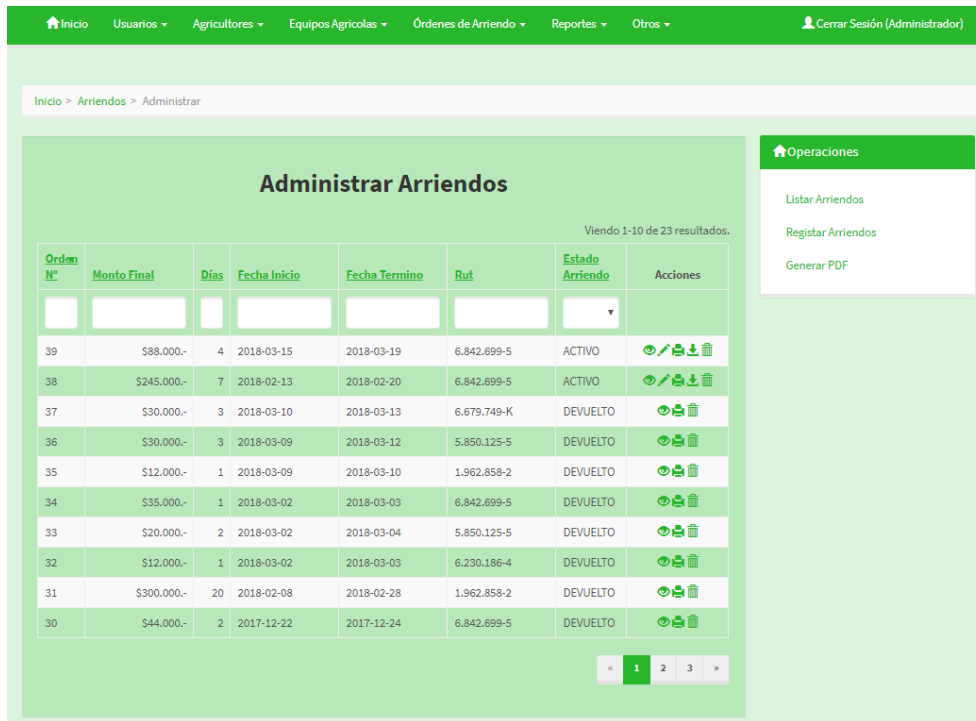 Inicio Usuarios Agricultores Equipos Agricolas Órdenes de Arriendo Reportes Otros Cerrar Sesión (Administrador)
Inicio > Arriendos > Administrar
Administrar Arriendos
Viendo 1-10 de 23 resultados.
Orden N° Monto Final Días Fecha Inicio Fecha Termino Rut Estado Arriendo Acciones
39 $88.000.- 4 2018-03-15 2018-03-19 6.842.699-5 ACTIVO
38 $245.000.- 7 2018-02-13 2018-02-20 6.842.699-5 ACTIVO
37 $30.000.- 3 2018-03-10 2018-03-13 6.679.749-K DEVUELTO
36 $30.000.- 3 2018-03-09 2018-03-12 5.850.125-5 DEVUELTO
35 $12.000.- 1 2018-03-09 2018-03-10 1.962.858-2 DEVUELTO
34 $35.000.- 1 2018-03-02 2018-03-03 6.842.699-5 DEVUELTO
33 $20.000.- 2 2018-03-02 2018-03-04 5.850.125-5 DEVUELTO
32 $12.000.- 1 2018-03-02 2018-03-03 6.230.186-4 DEVUELTO
31 $300.000.- 20 2018-02-08 2018-02-28 1.962.858-2 DEVUELTO
30 $44.000.- 2 2017-12-22 2017-12-24 6.842.699-5 DEVUELTO
« 1 2 3 »
Operaciones
Listar Arriendos
Registar Arriendos
Generar PDF